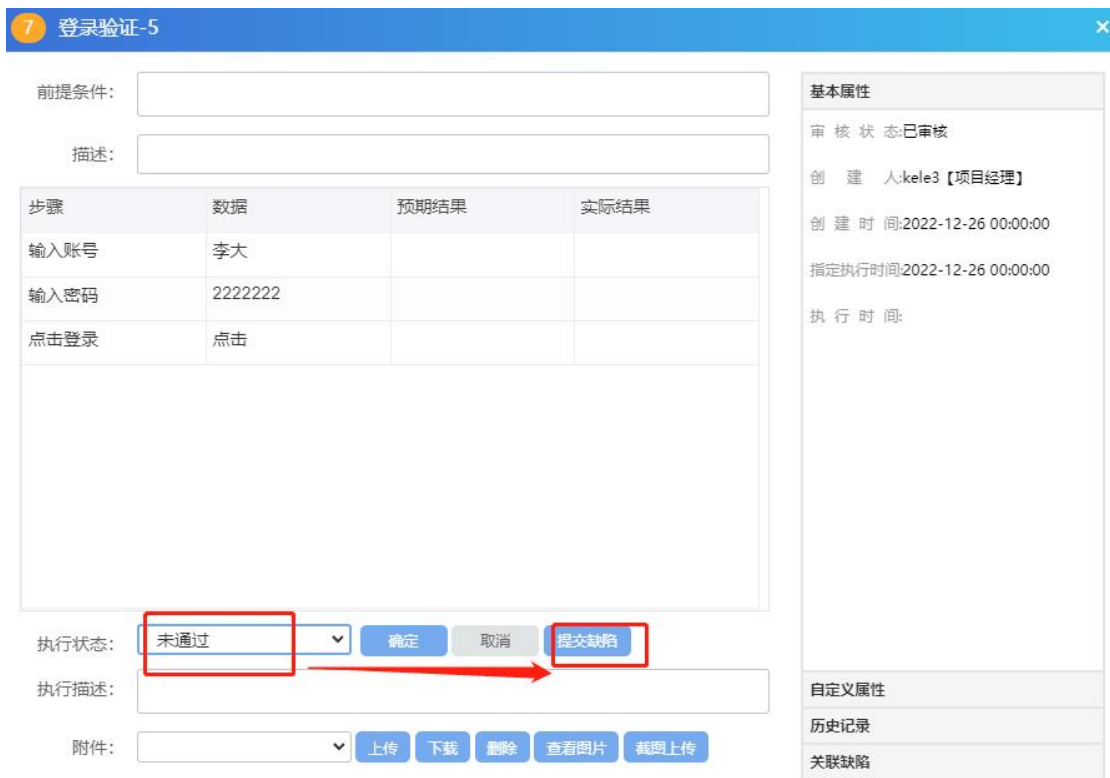 7 登录验证-5 ×
前提条件：
描述：
步骤 数据 预期结果 实际结果
输入账号 李大
输入密码 2222222
点击登录 点击
执行状态： 未通过 确定 取消 提交缺陷
执行描述：
附件： 上传 下载 删除 查看图片 截图上传
基本属性
审核状态:已审核
创建人:kele3【项目经理】
创建时间:2022-12-26 00:00:00
指定执行时间:2022-12-26 00:00:00
执行时间:
自定义属性
历史记录
关联缺陷